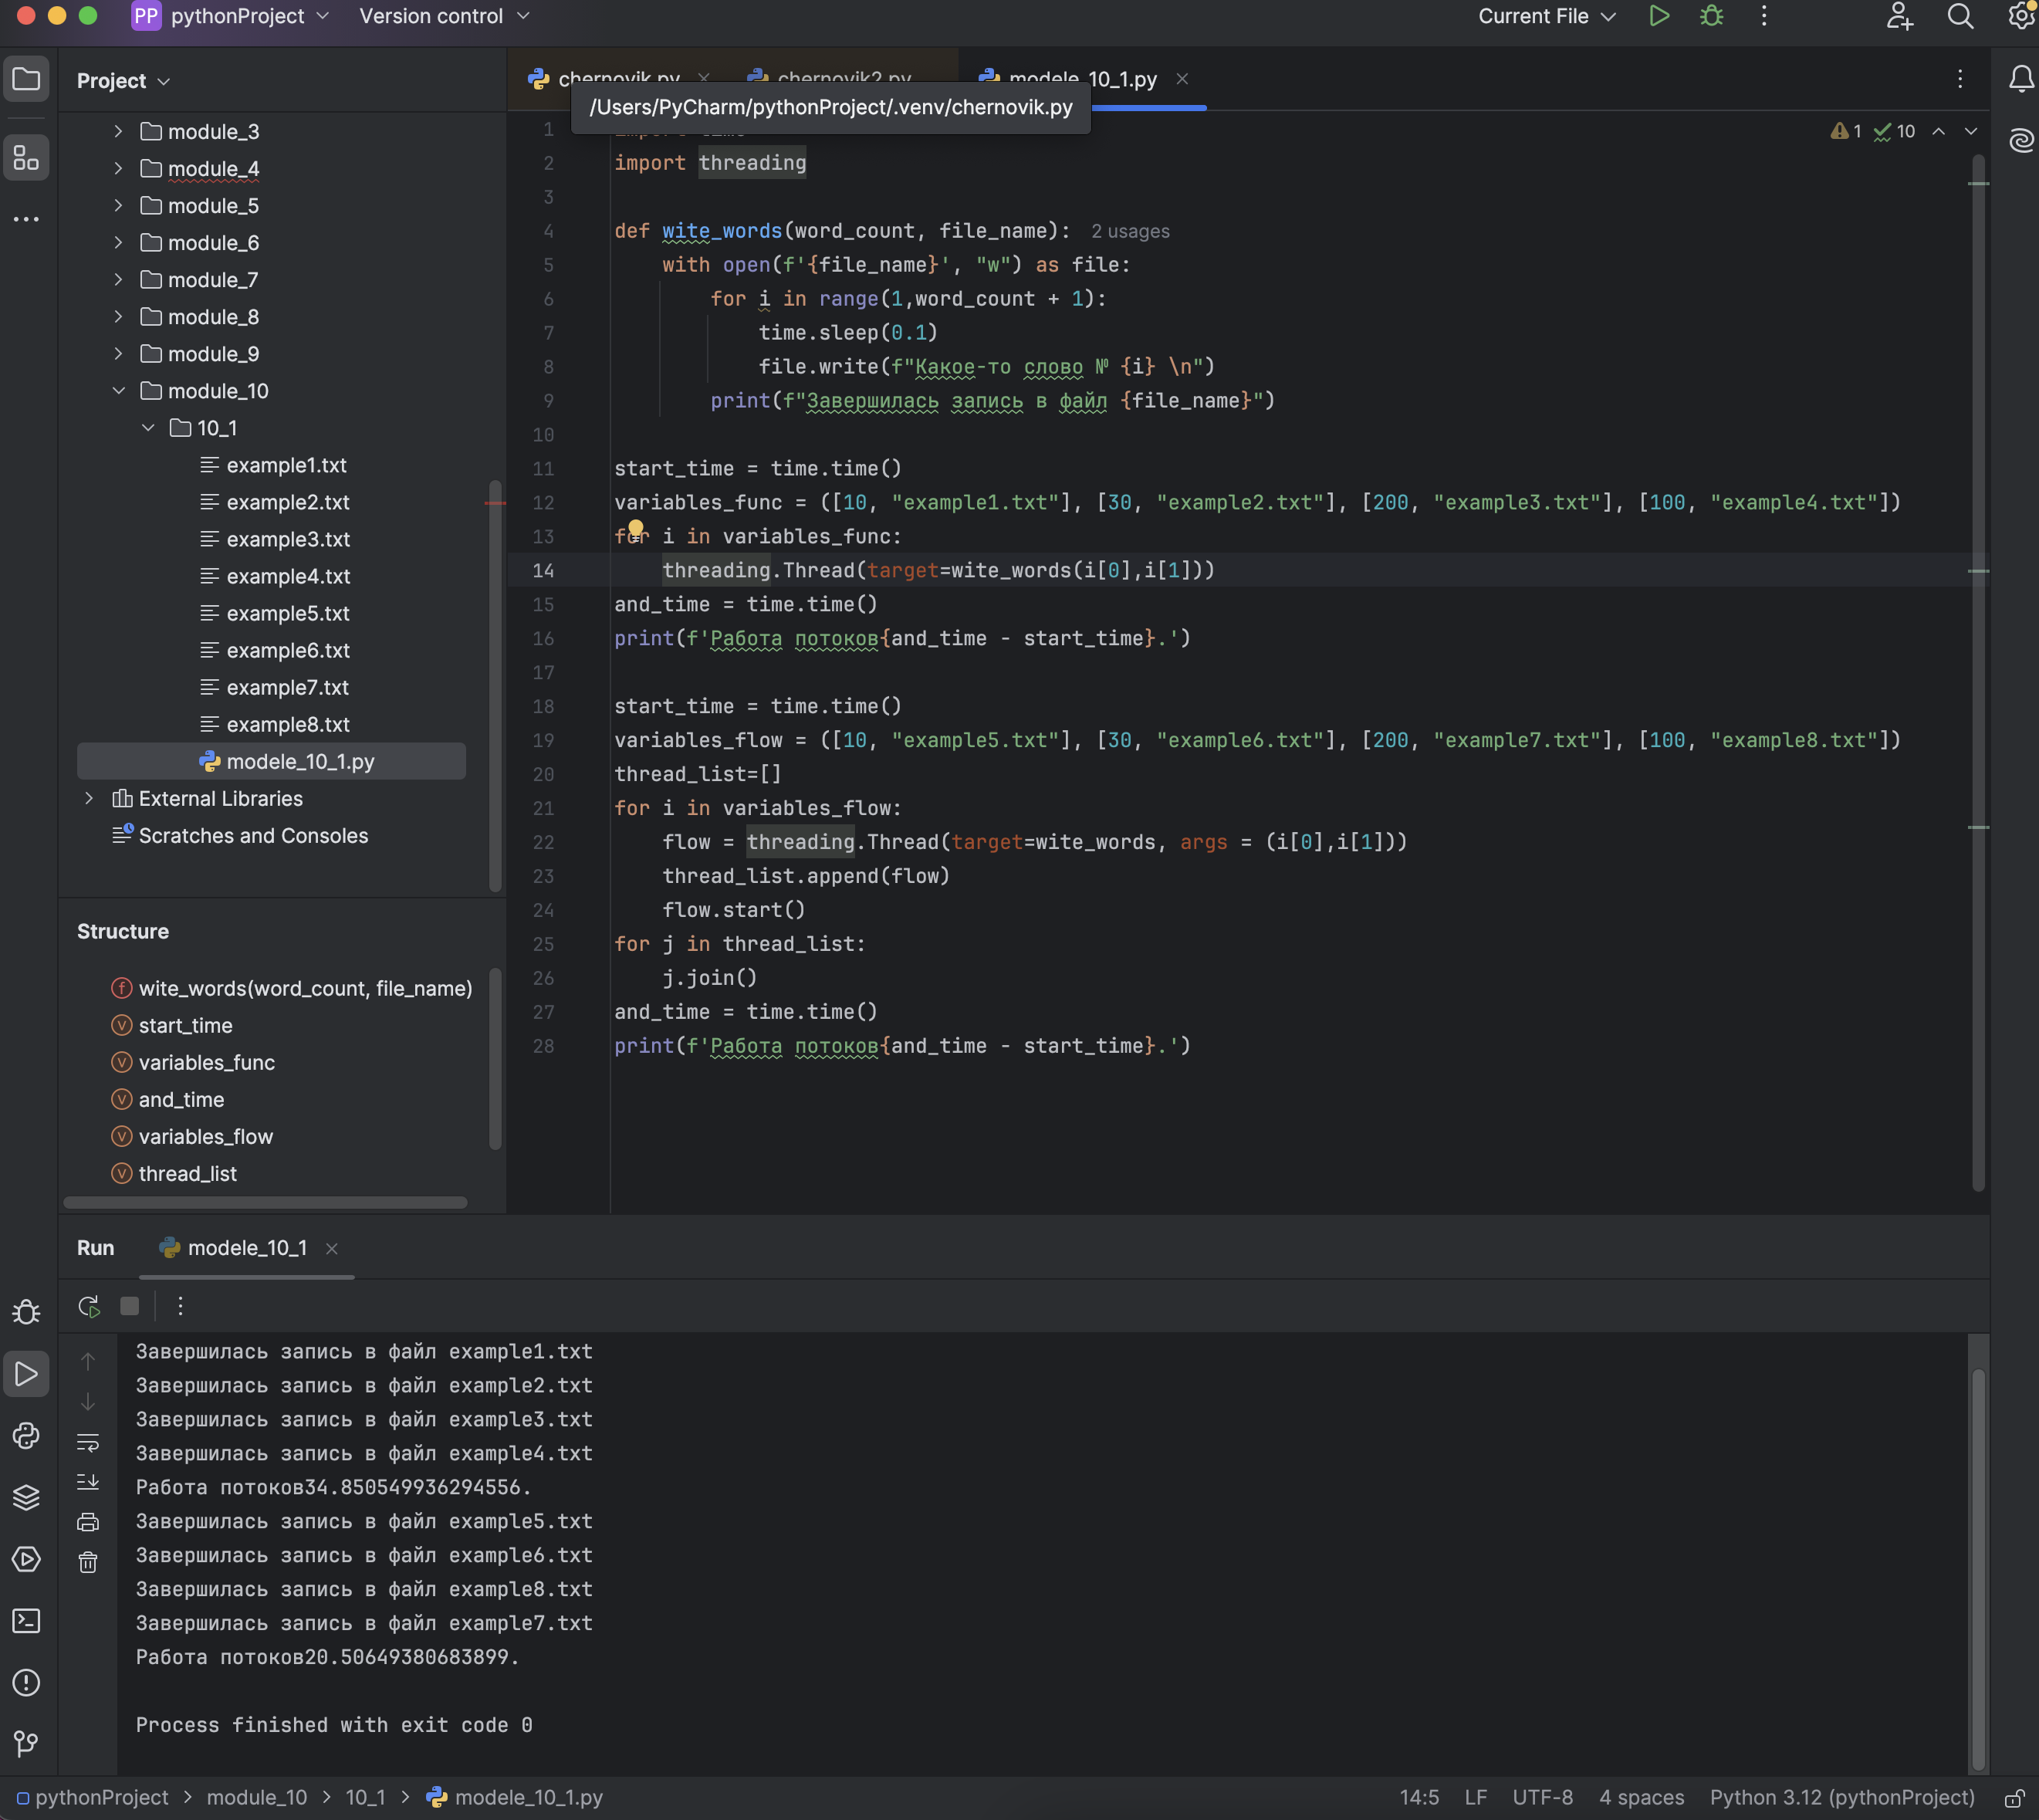 PP pythonProject Version control Current File
Project
chernovik.py chernovik2.py modele_10_1.py
/Users/PyCharm/pythonProject/.venv/chernovik.py
module_3
module_4
module_5
module_6
module_7
module_8
module_9
module_10
10_1
example1.txt
example2.txt
example3.txt
example4.txt
example5.txt
example6.txt
example7.txt
example8.txt
modele_10_1.py
External Libraries
Scratches and Consoles
1 10
1 import time
2 import threading
3
4 def wite_words(word_count, file_name): 2 usages
5 with open(f'{file_name}', "w") as file:
6 for i in range(1,word_count + 1):
7 time.sleep(0.1)
8 file.write(f"Какое-то слово № {i} \n")
9 print(f"Завершилась запись в файл {file_name}")
10
11 start_time = time.time()
12 variables_func = ([10, "example1.txt"], [30, "example2.txt"], [200, "example3.txt"], [100, "example4.txt"])
13 for i in variables_func:
14 threading.Thread(target=wite_words(i[0],i[1]))
15 and_time = time.time()
16 print(f'Работа потоков{and_time - start_time}.')
17
18 start_time = time.time()
19 variables_flow = ([10, "example5.txt"], [30, "example6.txt"], [200, "example7.txt"], [100, "example8.txt"])
20 thread_list=[]
21 for i in variables_flow:
22 flow = threading.Thread(target=wite_words, args = (i[0],i[1]))
23 thread_list.append(flow)
24 flow.start()
25 for j in thread_list:
26 j.join()
27 and_time = time.time()
28 print(f'Работа потоков{and_time - start_time}.')
Structure
f wite_words(word_count, file_name)
v start_time
v variables_func
v and_time
v variables_flow
v thread_list
Run modele_10_1
Завершилась запись в файл example1.txt
Завершилась запись в файл example2.txt
Завершилась запись в файл example3.txt
Завершилась запись в файл example4.txt
Работа потоков34.850549936294556.
Завершилась запись в файл example5.txt
Завершилась запись в файл example6.txt
Завершилась запись в файл example8.txt
Завершилась запись в файл example7.txt
Работа потоков20.50649380683899.
Process finished with exit code 0
pythonProject > module_10 > 10_1 > modele_10_1.py 14:5 LF UTF-8 4 spaces Python 3.12 (pythonProject)